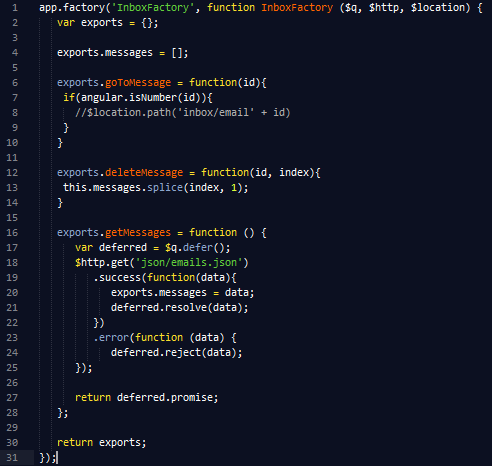 1 app.factory('InboxFactory', function InboxFactory ($q, $http, $location) {
2 var exports = {};
3
4 exports.messages = [];
5
6 exports.goToMessage = function(id){
7 if(angular.isNumber(id)){
8 //$location.path('inbox/email' + id)
9 }
10 }
11
12 exports.deleteMessage = function(id, index){
13 this.messages.splice(index, 1);
14 }
15
16 exports.getMessages = function () {
17 var deferred = $q.defer();
18 $http.get('json/emails.json')
19 .success(function(data){
20 exports.messages = data;
21 deferred.resolve(data);
22 })
23 .error(function (data) {
24 deferred.reject(data);
25 });
26
27 return deferred.promise;
28 };
29
30 return exports;
31 });